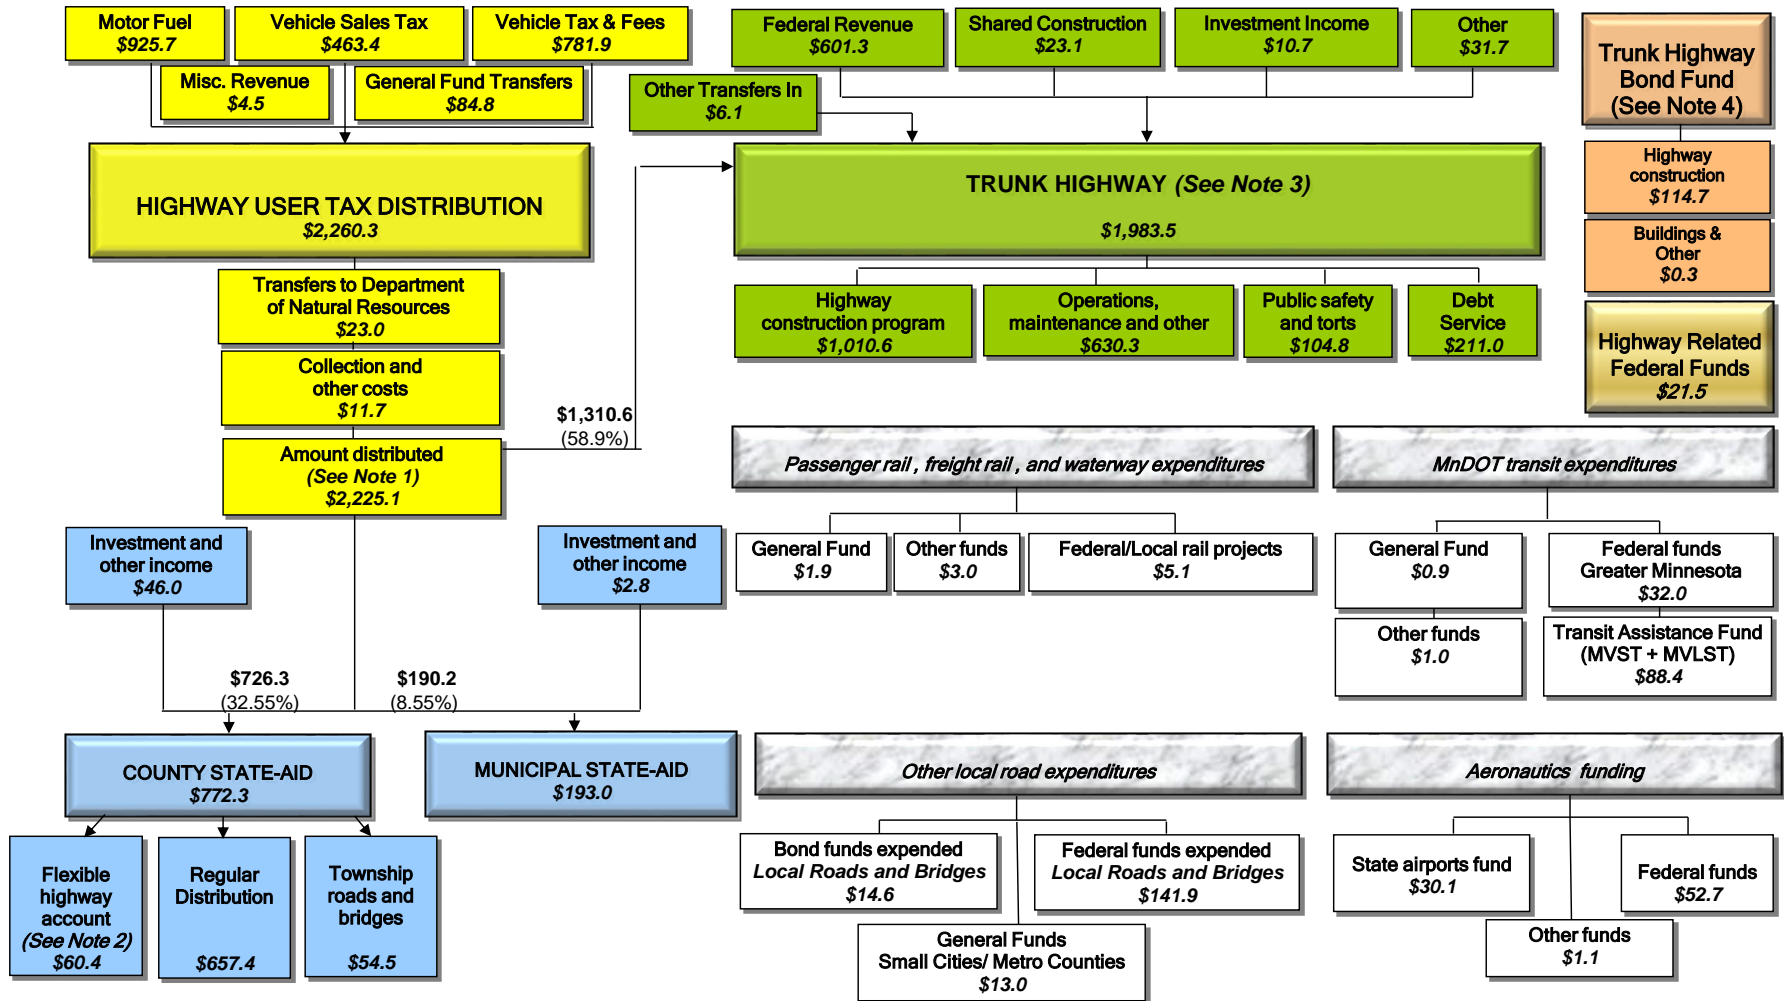 Motor Fuel
$925.7
Vehicle Sales Tax
$463.4
Vehicle Tax & Fees
$781.9
Misc. Revenue
$4.5
General Fund Transfers
$84.8
HIGHWAY USER TAX DISTRIBUTION
$2,260.3
Transfers to Department
of Natural Resources
$23.0
Collection and
other costs
$11.7
Amount distributed
(See Note 1)
$2,225.1
$1,310.6
(58.9%)
Federal Revenue
$601.3
Shared Construction
$23.1
Investment Income
$10.7
Other
$31.7
Other Transfers In
$6.1
TRUNK HIGHWAY (See Note 3)
$1,983.5
Highway
construction program
$1,010.6
Operations,
maintenance and other
$630.3
Public safety
and torts
$104.8
Debt
Service
$211.0
Trunk Highway
Bond Fund
(See Note 4)
Highway
construction
$114.7
Buildings &
Other
$0.3
Highway Related
Federal Funds
$21.5
Investment and
other income
$46.0
Investment and
other income
$2.8
$726.3
(32.55%)
$190.2
(8.55%)
COUNTY STATE-AID
$772.3
MUNICIPAL STATE-AID
$193.0
Flexible
highway
account
(See Note 2)
$60.4
Regular
Distribution
$657.4
Township
roads and
bridges
$54.5
Passenger rail , freight rail , and waterway expenditures
General Fund
$1.9
Other funds
$3.0
Federal/Local rail projects
$5.1
MnDOT transit expenditures
General Fund
$0.9
Federal funds
Greater Minnesota
$32.0
Other funds
$1.0
Transit Assistance Fund
(MVST + MVLST)
$88.4
Other local road expenditures
Bond funds expended
Local Roads and Bridges
$14.6
Federal funds expended
Local Roads and Bridges
$141.9
General Funds
Small Cities/ Metro Counties
$13.0
Aeronautics funding
State airports fund
$30.1
Federal funds
$52.7
Other funds
$1.1